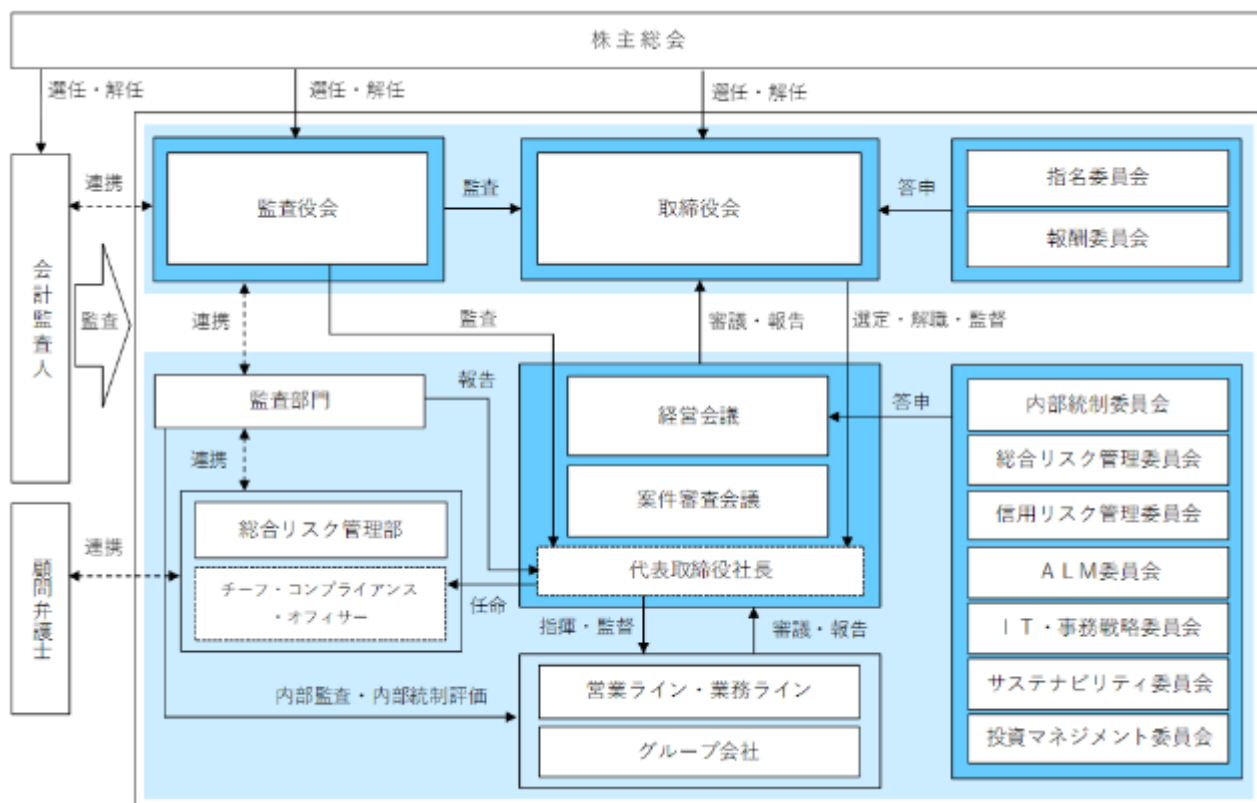 株主総会
選任・解任
選任・解任
選任・解任
監査役会
監査
取締役会
答申
指名委員会
報酬委員会
連携
会計監査人
監査
連携
監査
審議・報告
選定・解職・監督
監査部門
報告
経営会議
案件審査会議
代表取締役社長
答申
内部統制委員会
総合リスク管理委員会
信用リスク管理委員会
ALM委員会
IT・事務戦略委員会
サステナビリティ委員会
投資マネジメント委員会
連携
総合リスク管理部
チーフ・コンプライアンス
・オフィサー
任命
顧問弁護士
連携
指揮・監督
審議・報告
内部監査・内部統制評価
営業ライン・業務ライン
グループ会社